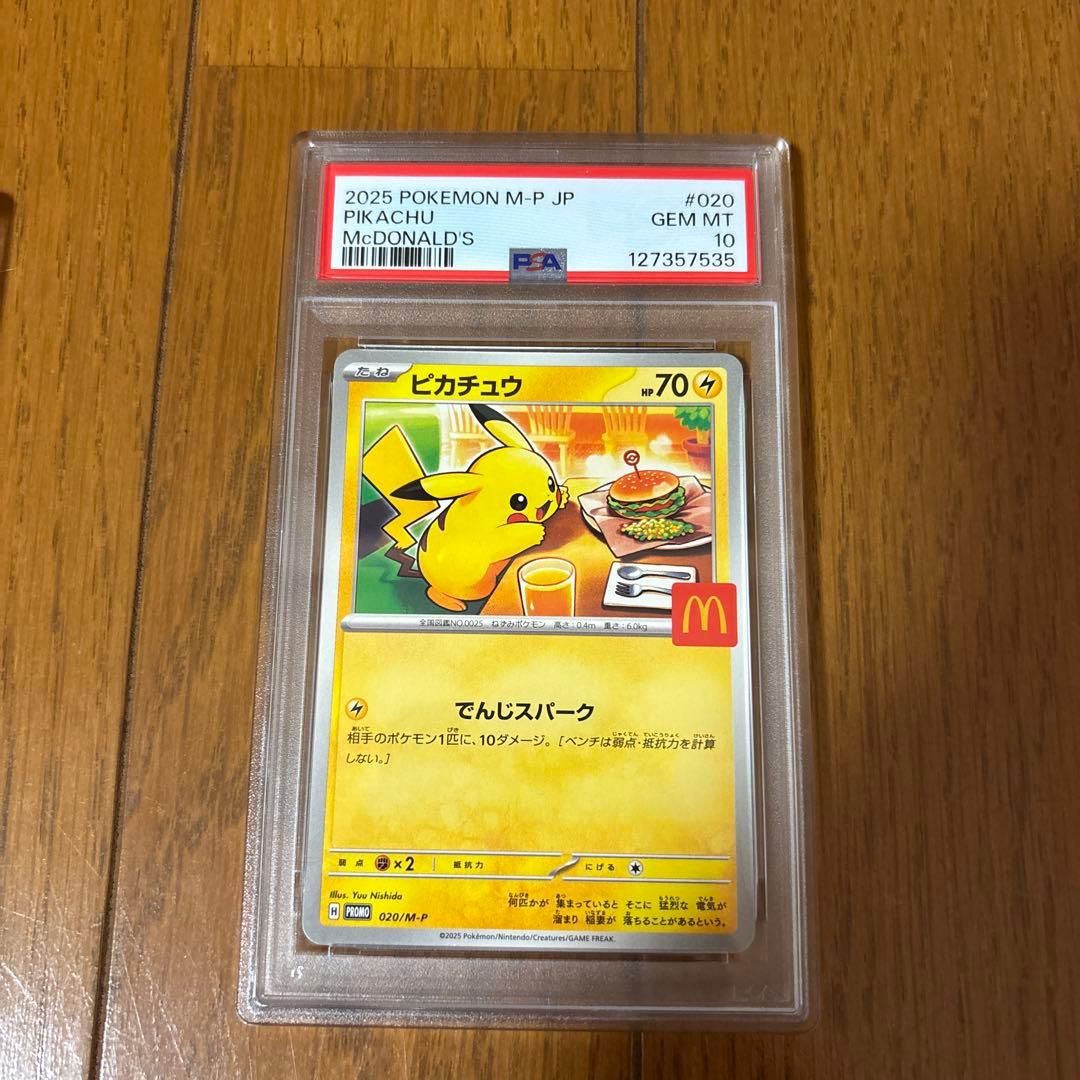 2025 POKEMON M-P JP #020
PIKACHU GEM MT
McDONALD'S 10
PSA 127357535
たね ピカチュウ HP 70
全国図鑑NO.0025 ねずみポケモン 高さ:0.4m 重さ:6.0kg
M
でんじスパーク
相手のポケモン1匹に、10ダメージ。[ベンチは弱点・抵抗力を計算
しない。]
弱点 ×2 抵抗力 にげる
Illus. Yuu Nishida
何匹かが 集まっていると そこに 猛烈な 電気が
溜まり 稲妻が 落ちることがあるという。
H PROMO 020/M-P
©2025 Pokémon/Nintendo/Creatures/GAME FREAK.